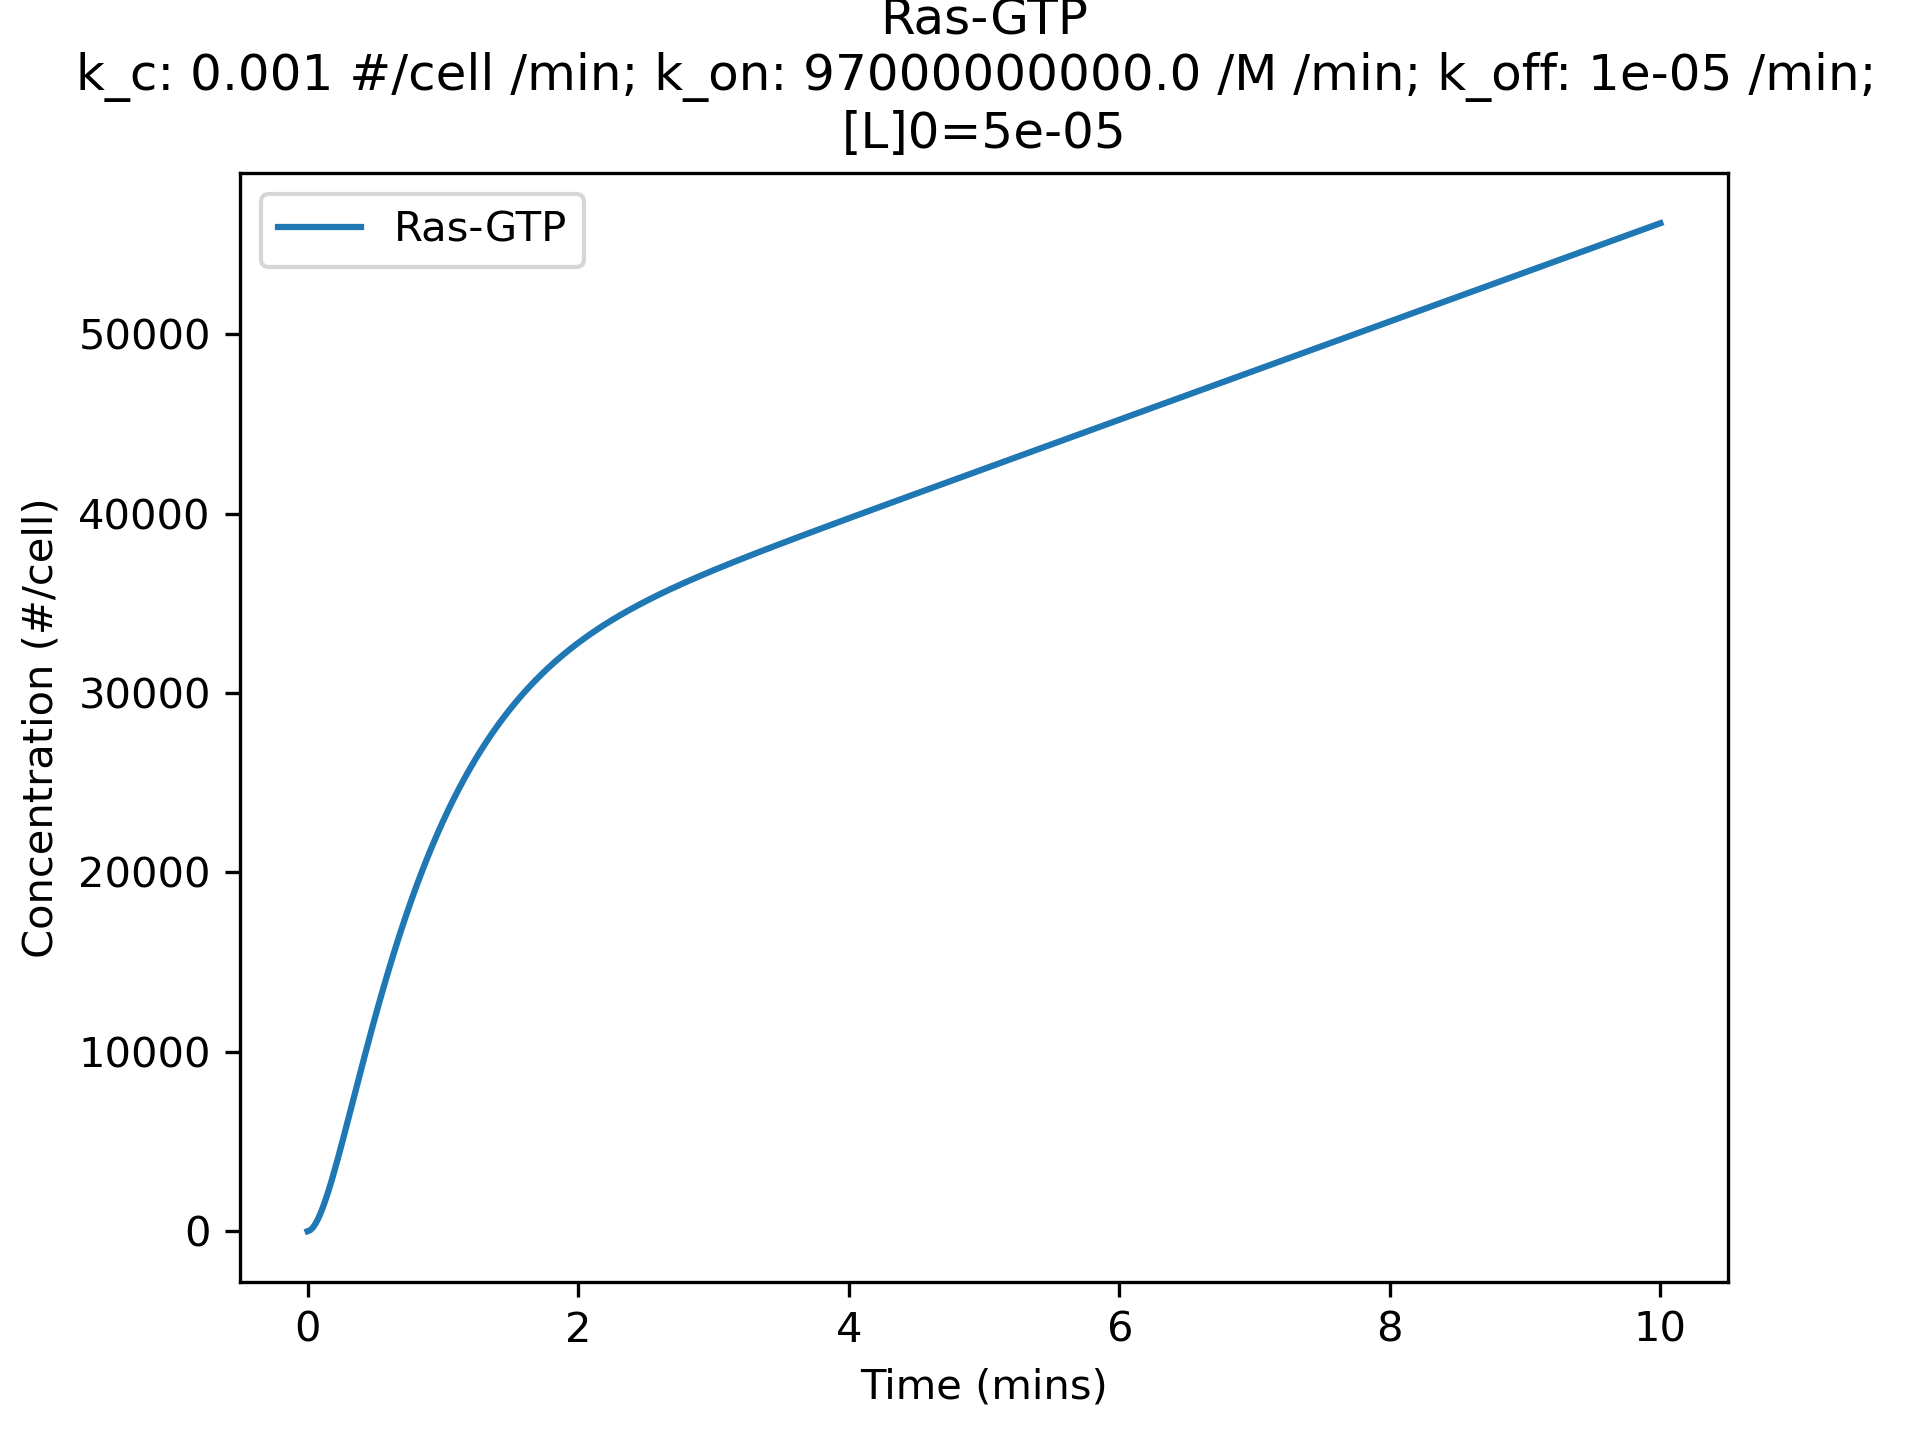 Ras-GTP
k_c: 0.001 #/cell /min; k_on: 97000000000.0 /M /min; k_off: 1e-05 /min;
[L]0=5e-05
Ras-GTP
Concentration (#/cell)
50000
40000
30000
20000
10000
0
0 2 4 6 8 10
Time (mins)